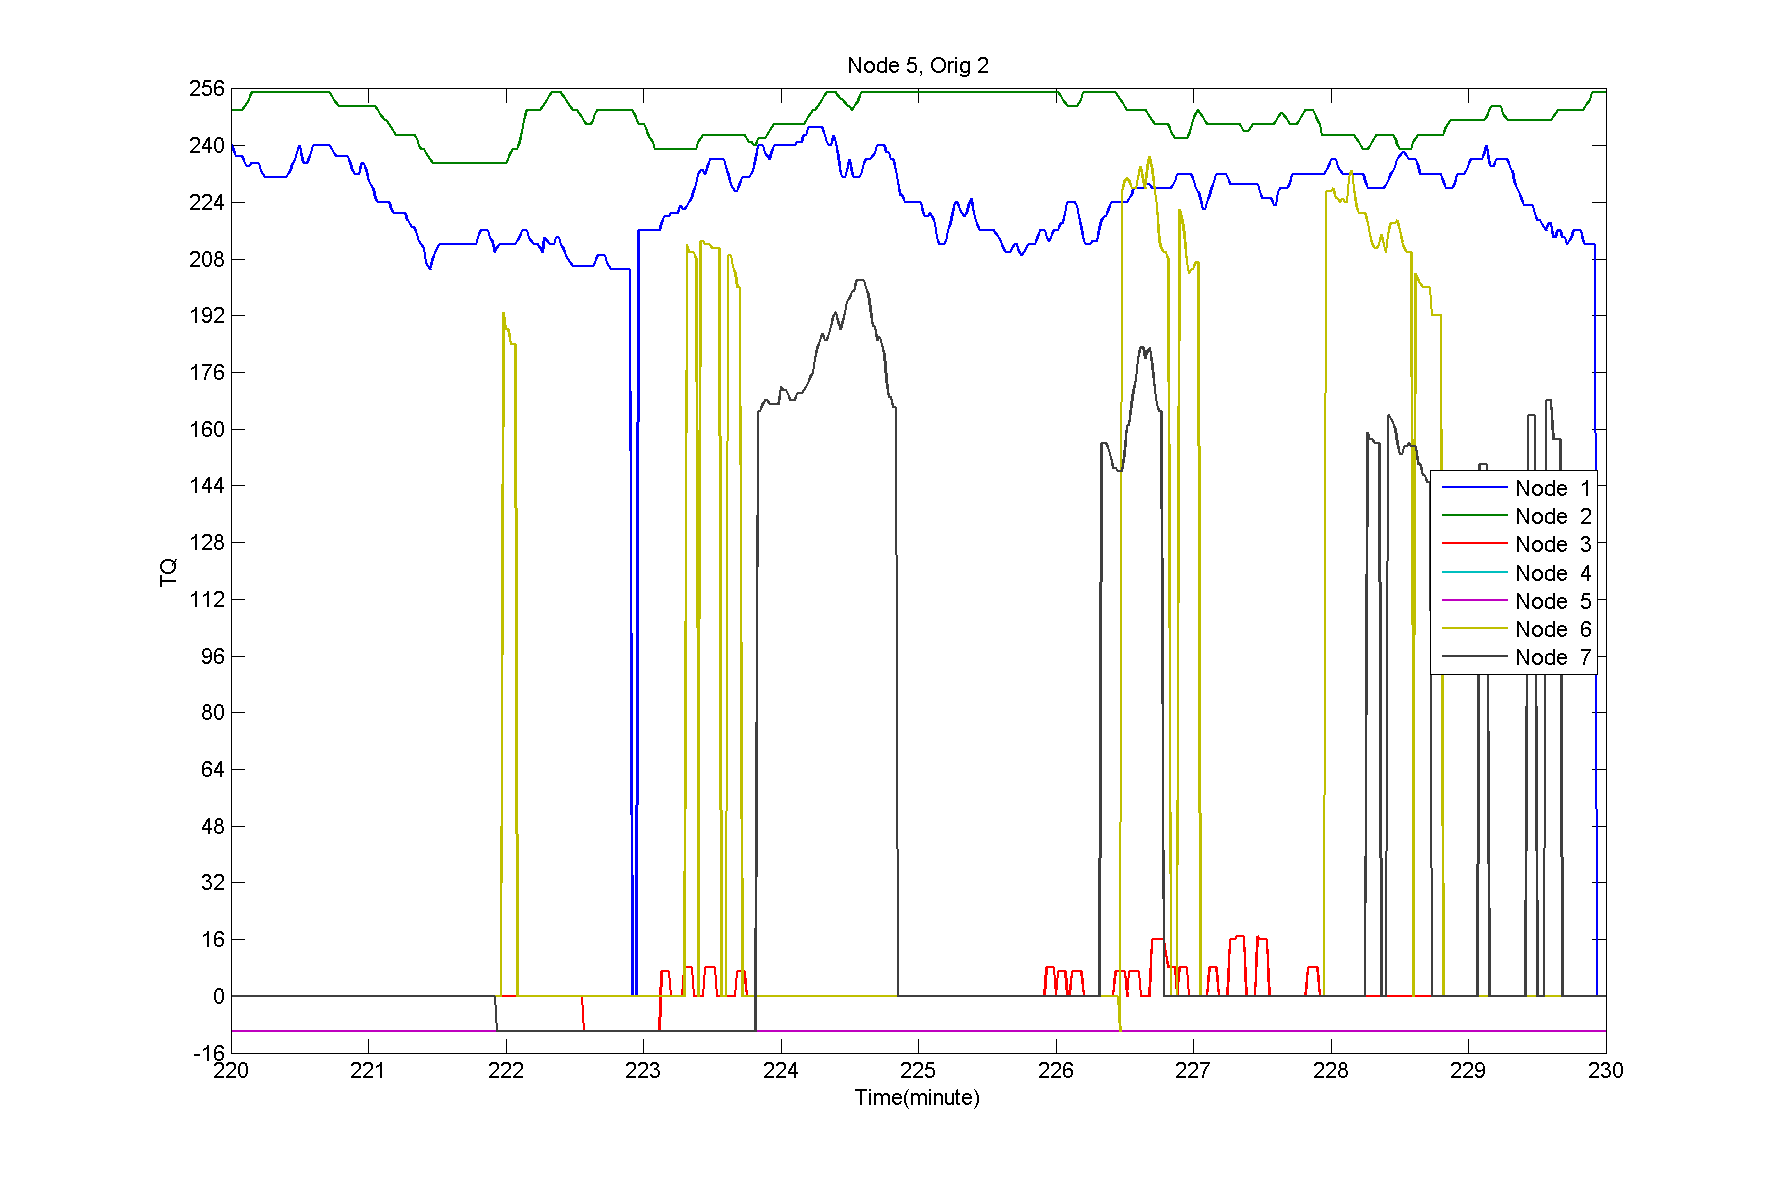 Node 5, Orig 2
256
240
224
208
192
176
160
144
128
112
96
80
64
48
32
16
0
-16
TQ
Node 1
Node 2
Node 3
Node 4
Node 5
Node 6
Node 7
220 221 222 223 224 225 226 227 228 229 230
Time(minute)